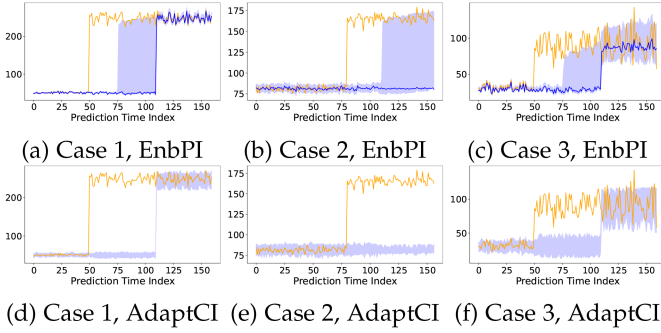 200
100
0 25 50 75 100 125 150
Prediction Time Index
(a) Case 1, EnbPI
175
150
125
100
75
0 25 50 75 100 125 150
Prediction Time Index
(b) Case 2, EnbPI
100
50
0 25 50 75 100 125 150
Prediction Time Index
(c) Case 3, EnbPI
200
100
0 25 50 75 100 125 150
Prediction Time Index
(d) Case 1, AdaptCI
175
150
125
100
75
0 25 50 75 100 125 150
Prediction Time Index
(e) Case 2, AdaptCI
100
50
0 25 50 75 100 125 150
Prediction Time Index
(f) Case 3, AdaptCI